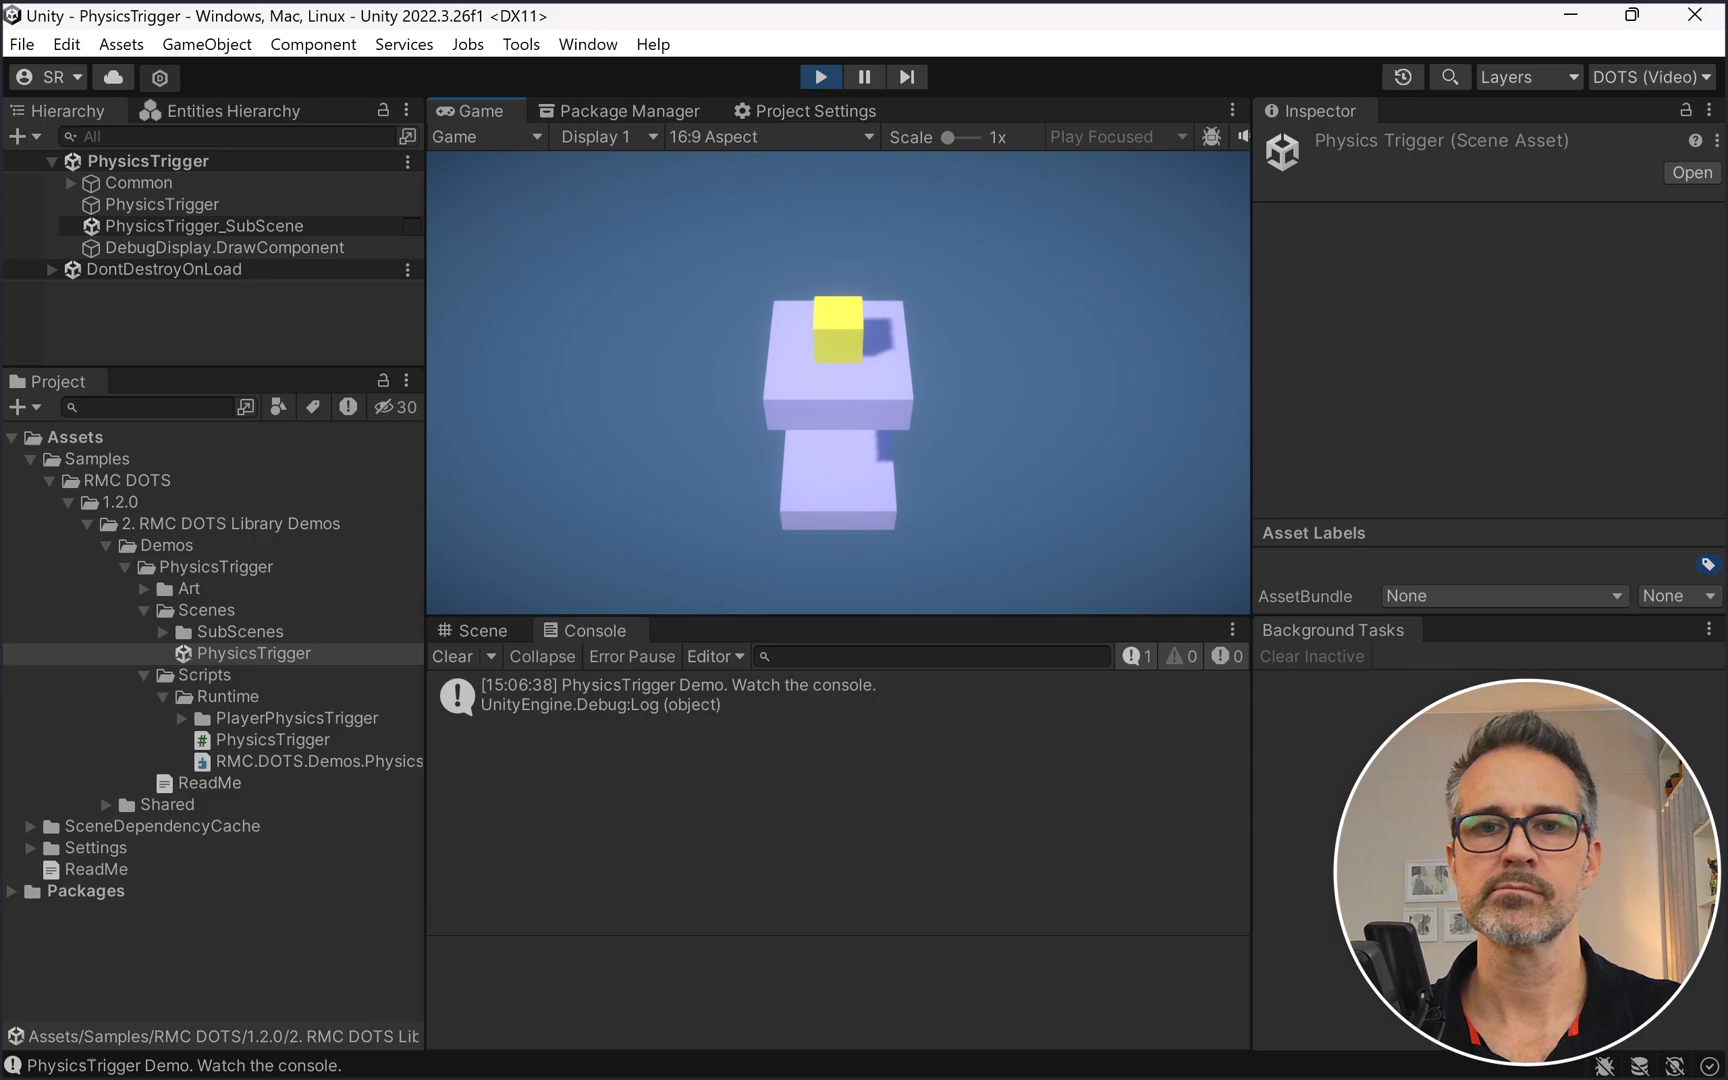 Unity - PhysicsTrigger - Windows, Mac, Linux - Unity 2022.3.26f1 <DX11>
File Edit Assets GameObject Component Services Jobs Tools Window Help
SR Layers DOTS (Video)
Hierarchy Entities Hierarchy
All
PhysicsTrigger
Common
PhysicsTrigger
PhysicsTrigger_SubScene
DebugDisplay.DrawComponent
DontDestroyOnLoad
Project
30
Assets
Samples
RMC DOTS
1.2.0
2. RMC DOTS Library Demos
Demos
PhysicsTrigger
Art
Scenes
SubScenes
PhysicsTrigger
Scripts
Runtime
PlayerPhysicsTrigger
PhysicsTrigger
RMC.DOTS.Demos.Physics
ReadMe
Shared
SceneDependencyCache
Settings
ReadMe
Packages
Assets/Samples/RMC DOTS/1.2.0/2. RMC DOTS Lib
Game Package Manager Project Settings
Game Display 1 16:9 Aspect Scale 1x Play Focused
Scene Console
Clear Collapse Error Pause Editor 1 0 0
[15:06:38] PhysicsTrigger Demo. Watch the console.
UnityEngine.Debug:Log (object)
Inspector
Physics Trigger (Scene Asset)
Open
Asset Labels
AssetBundle None None
Background Tasks
Clear Inactive
PhysicsTrigger Demo. Watch the console.